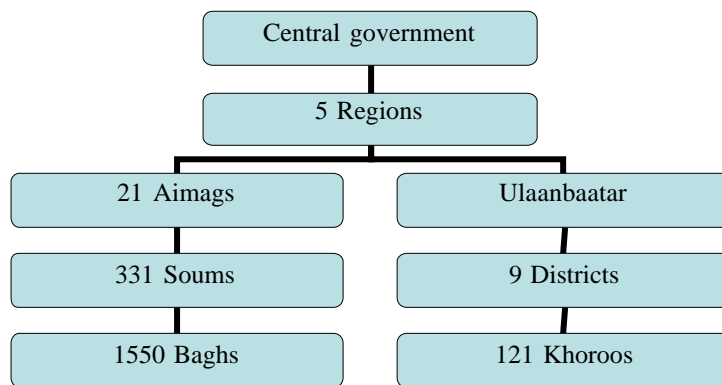 Central government
5 Regions
21 Aimags
Ulaanbaatar
331 Soums
9 Districts
1550 Baghs
121 Khoroos